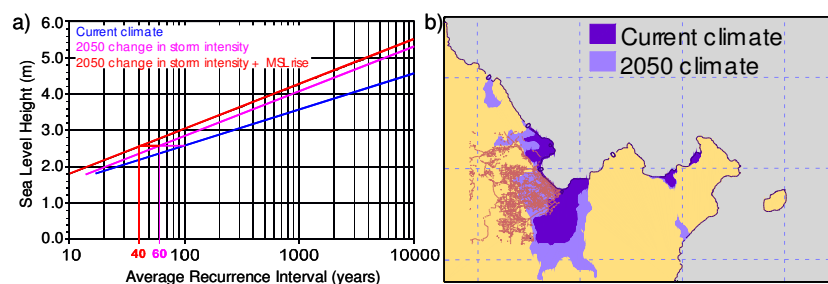 a)
6.0
5.0
4.0
3.0
2.0
1.0
0.0
Sea Level Height (m)
Current climate
2050 change in storm intensity
2050 change in storm intensity + MSL rise
10 40 60 100 1000 10000
Average Recurrence Interval (years)
b)
Current climate
2050 climate